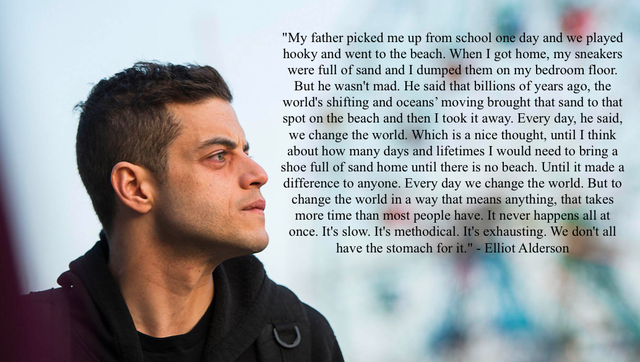 "My father picked me up from school one day and we played
hooky and went to the beach. When I got home, my sneakers
were full of sand and I dumped them on my bedroom floor.
But he wasn't mad. He said that billions of years ago, the
world's shifting and oceans’ moving brought that sand to that
spot on the beach and then I took it away. Every day, he said,
we change the world. Which is a nice thought, until I think
about how many days and lifetimes I would need to bring a
shoe full of sand home until there is no beach. Until it made a
difference to anyone. Every day we change the world. But to
change the world in a way that means anything, that takes
more time than most people have. It never happens all at
once. It's slow. It's methodical. It's exhausting. We don't all
have the stomach for it." - Elliot Alderson